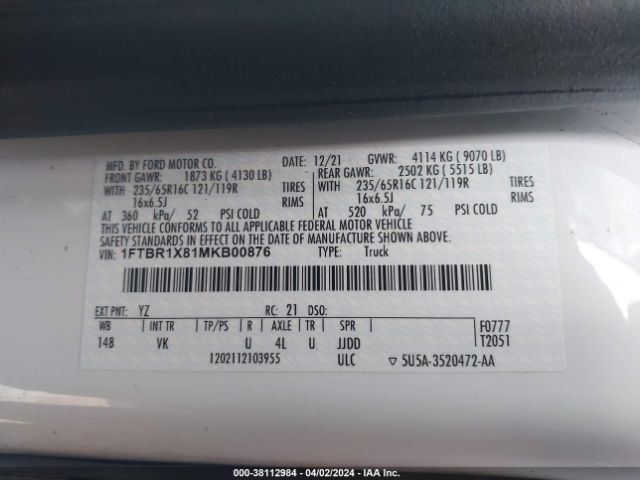 MFD. BY FORD MOTOR CO. DATE: 12/21 GVWR: 4114 KG ( 9070 LB)
FRONT GAWR: 1873 KG ( 4130 LB) REAR GAWR: 2502 KG ( 5515 LB)
WITH 235/65R16C 121/119R TIRES WITH 235/65R16C 121/119R TIRES
16x6.5J RIMS 16x6.5J RIMS
AT 360 kPa/ 52 PSI COLD AT 520 kPa/ 75 PSI COLD
THIS VEHICLE CONFORMS TO ALL APPLICABLE FEDERAL MOTOR VEHICLE
SAFETY STANDARDS IN EFFECT ON THE DATE OF MANUFACTURE SHOWN ABOVE.
VIN: 1FTBR1X81MKB00876 TYPE: Truck
EXT PNT: YZ RC: 21 DSO:
WB INT TR TP/PS R AXLE TR SPR F0777
148 VK U 4L U JJDD T2051
1202112103955 ULC ▽ 5U5A-3520472-AA
000-38112984 - 04/02/2024 - IAAI.COM